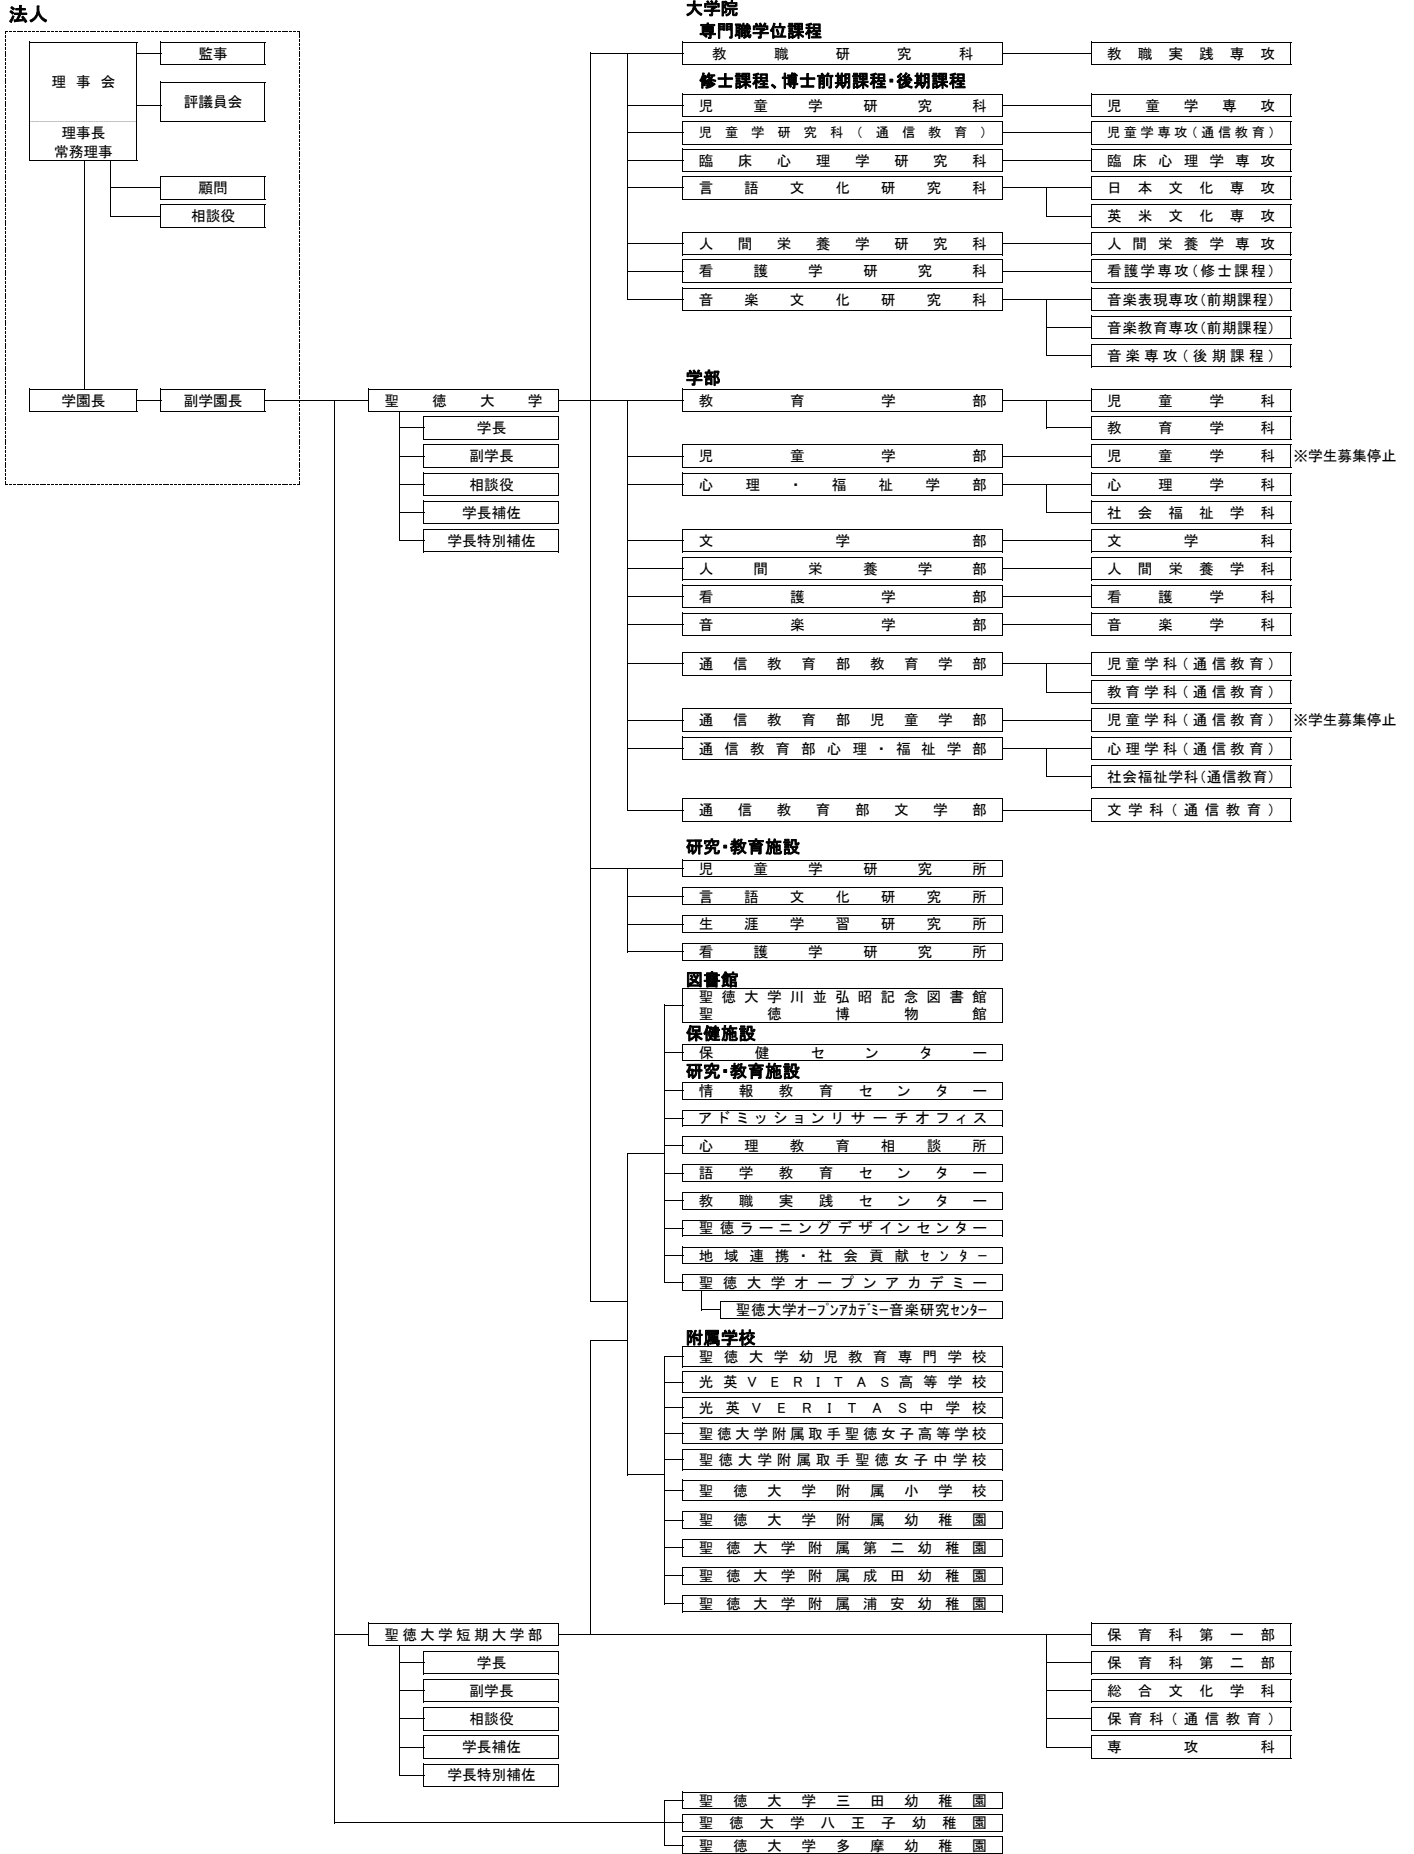 法人
理事会
監事
評議員会
理事長
常務理事
顧問
相談役
学園長
副学園長
聖徳大学
学長
副学長
相談役
学長補佐
学長特別補佐
大学院
専門職学位課程
教職研究科
教職実践専攻
修士課程、博士前期課程・後期課程
児童学研究科
児童学専攻
児童学研究科(通信教育)
児童学専攻(通信教育)
臨床心理学研究科
臨床心理学専攻
言語文化研究科
日本文化専攻
英米文化専攻
人間栄養学研究科
人間栄養学専攻
看護学研究科
看護学専攻(修士課程)
音楽文化研究科
音楽表現専攻(前期課程)
音楽教育専攻(前期課程)
音楽専攻(後期課程)
学部
教育学部
児童学科
教育学科
児童学部
児童学科 ※学生募集停止
心理・福祉学部
心理学科
社会福祉学科
文学部
文学科
人間栄養学部
人間栄養学科
看護学部
看護学科
音楽学部
音楽学科
通信教育部教育学部
児童学科(通信教育)
教育学科(通信教育)
通信教育部児童学部
児童学科(通信教育) ※学生募集停止
通信教育部心理・福祉学部
心理学科(通信教育)
社会福祉学科(通信教育)
通信教育部文学部
文学科(通信教育)
研究・教育施設
児童学研究所
言語文化研究所
生涯学習研究所
看護学研究所
図書館
聖徳大学川並弘昭記念図書館
聖徳博物館
保健施設
保健センター
研究・教育施設
情報教育センター
アドミッションリサーチオフィス
心理教育相談所
語学教育センター
教職実践センター
聖徳ラーニングデザインセンター
地域連携・社会貢献ｾﾝﾀｰ
聖徳大学オープンアカデミー
聖徳大学ｵｰﾌﾟﾝｱｶﾃﾞﾐｰ音楽研究ｾﾝﾀｰ
附属学校
聖徳大学幼児教育専門学校
光英ＶＥＲＩＴＡＳ高等学校
光英ＶＥＲＩＴＡＳ中学校
聖徳大学附属取手聖徳女子高等学校
聖徳大学附属取手聖徳女子中学校
聖徳大学附属小学校
聖徳大学附属幼稚園
聖徳大学附属第二幼稚園
聖徳大学附属成田幼稚園
聖徳大学附属浦安幼稚園
聖徳大学短期大学部
学長
副学長
相談役
学長補佐
学長特別補佐
保育科第一部
保育科第二部
総合文化学科
保育科(通信教育)
専攻科
聖徳大学三田幼稚園
聖徳大学八王子幼稚園
聖徳大学多摩幼稚園